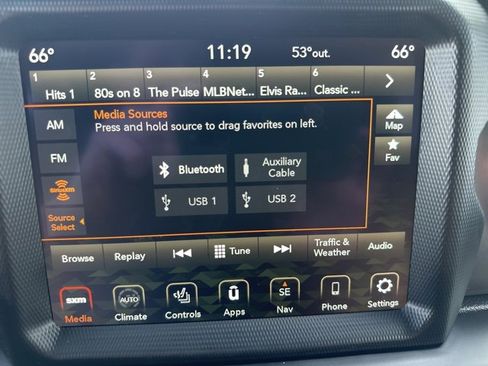 66° 11:19 53°out. 66°
1 2 3 4 5 6
Hits 1 80s on 8 The Pulse MLBNet... Elvis Ra... Classic ...
Media Sources
Press and hold source to drag favorites on left.
AM
FM
SiriusXM
Source
Select
Bluetooth
Auxiliary
Cable
USB 1
USB 2
Map
Fav
Browse Replay Tune Traffic &
Weather Audio
sxm AUTO SE
Media Climate Controls Apps Nav Phone Settings